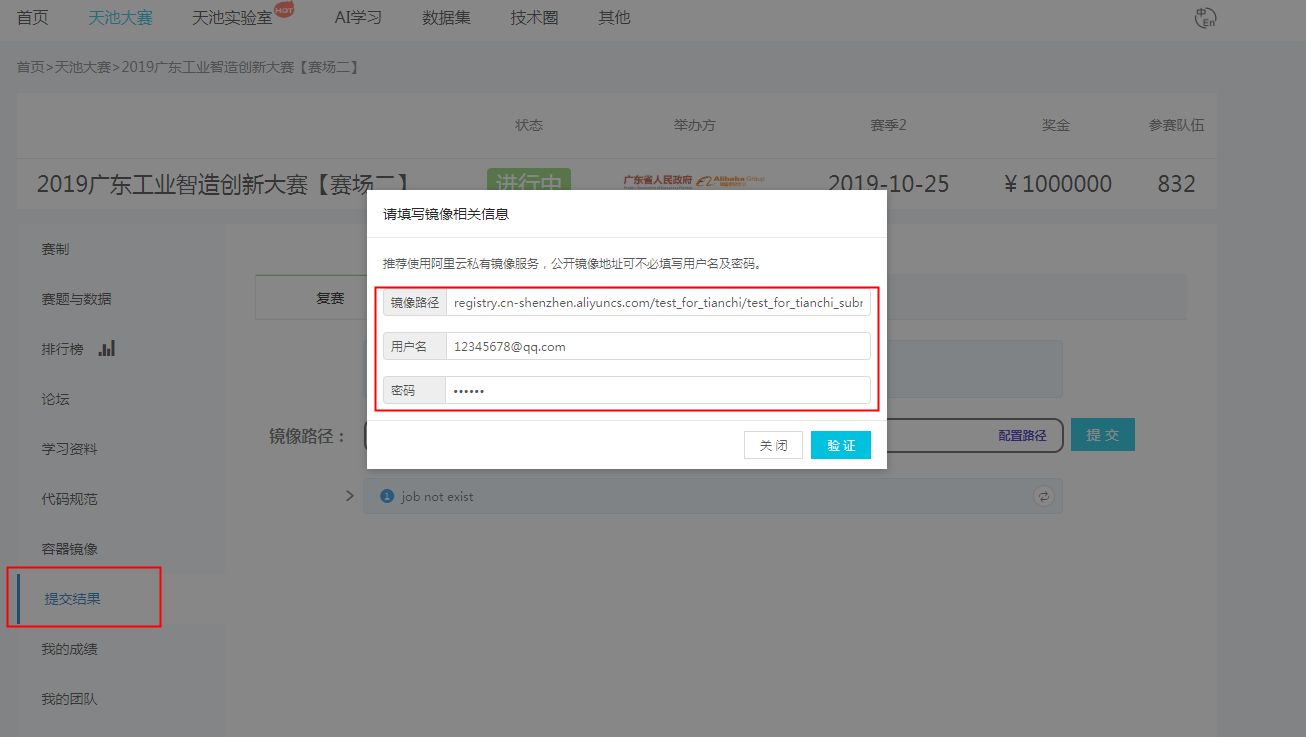 首页 天池大赛 天池实验室 HOT AI学习 数据集 技术圈 其他 中 En
首页>天池大赛>2019广东工业智造创新大赛【赛场二】
状态 举办方 赛季2 奖金 参赛队伍
2019广东工业智造创新大赛【赛场二】 进行中 广东省人民政府 Alibaba Group 2019-10-25 ￥1000000 832
请填写镜像相关信息
推荐使用阿里云私有镜像服务，公开镜像地址可不必填写用户名及密码。
镜像路径 registry.cn-shenzhen.aliyuncs.com/test_for_tianchi/test_for_tianchi_subr
用户名 12345678@qq.com
密码 ••••••
关 闭 验 证
赛制
赛题与数据
排行榜
论坛
学习资料
代码规范
容器镜像
提交结果
我的成绩
我的团队
复赛
镜像路径： 配置路径 提 交
job not exist